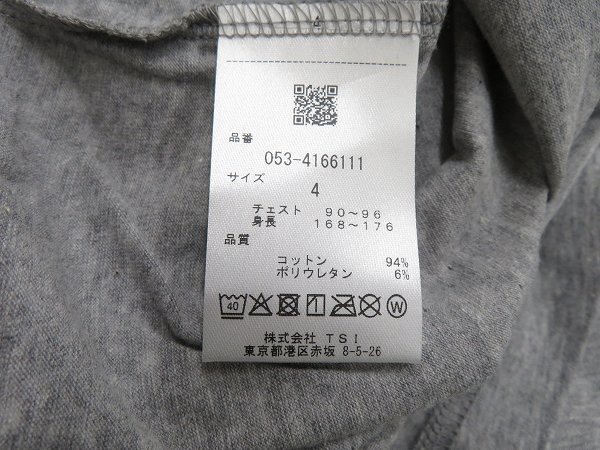 品番
053-4166111
サイズ
4
チェスト 90～96
身長 168～176
品質
コットン 94%
ポリウレタン 6%
40 W
株式会社 TSI
東京都港区赤坂 8-5-26